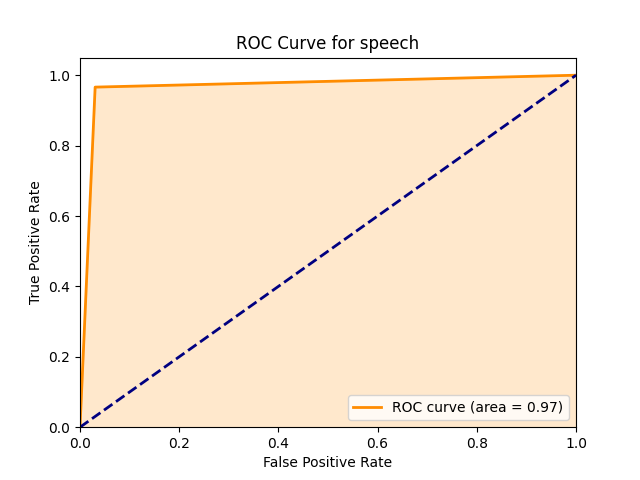 ROC Curve for speech
True Positive Rate
1.0
0.8
0.6
0.4
0.2
0.0
ROC curve (area = 0.97)
0.0 0.2 0.4 0.6 0.8 1.0
False Positive Rate